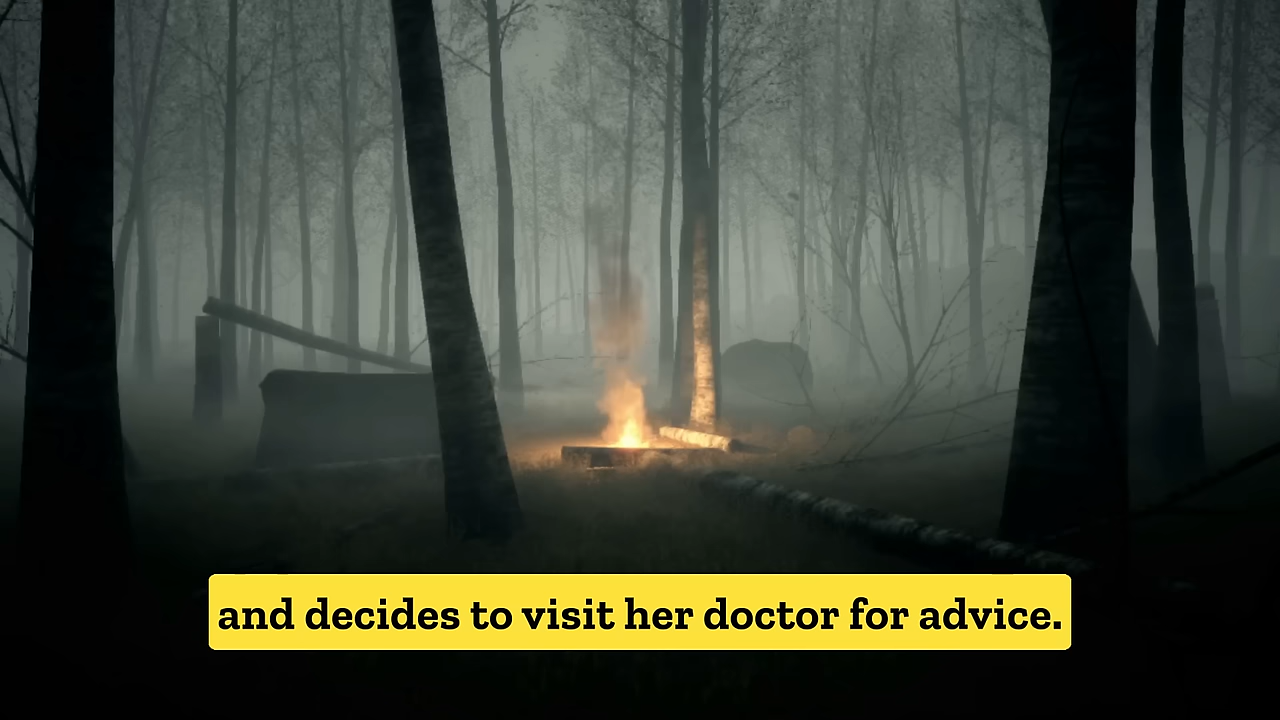 and decides to visit her doctor for advice.